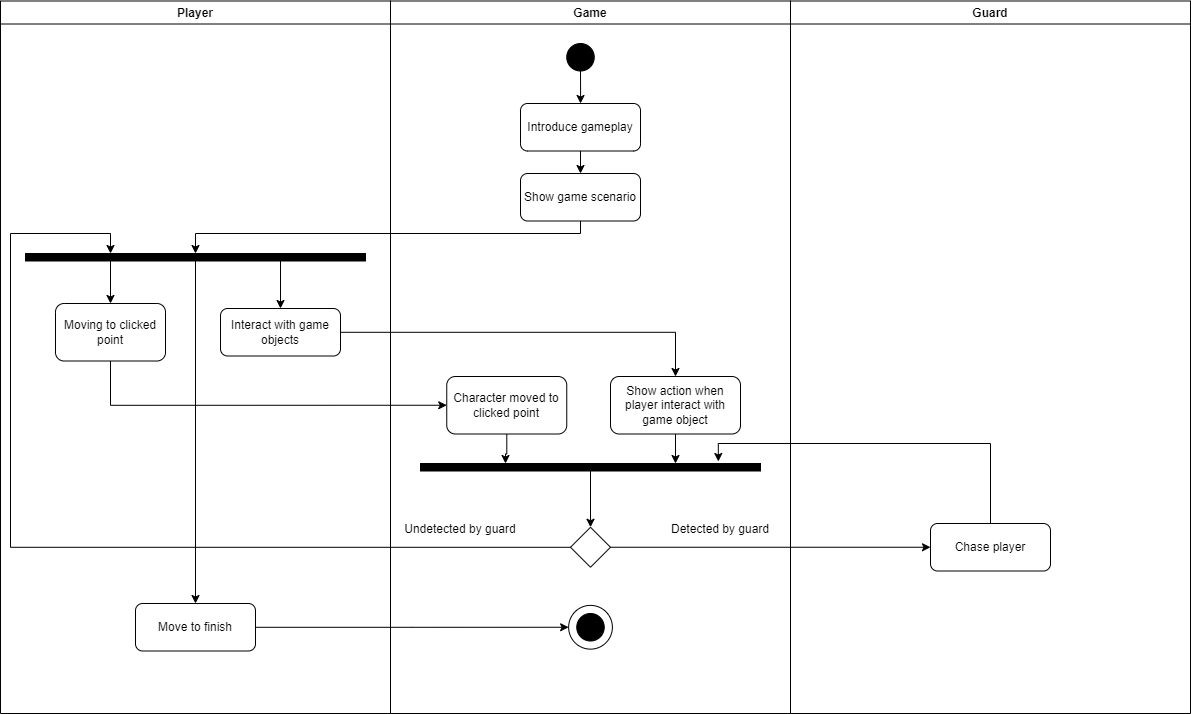 Player
Game
Guard
Introduce gameplay
Show game scenario
Moving to clicked
point
Interact with game
objects
Character moved to
clicked point
Show action when
player interact with
game object
Undetected by guard
Detected by guard
Chase player
Move to finish